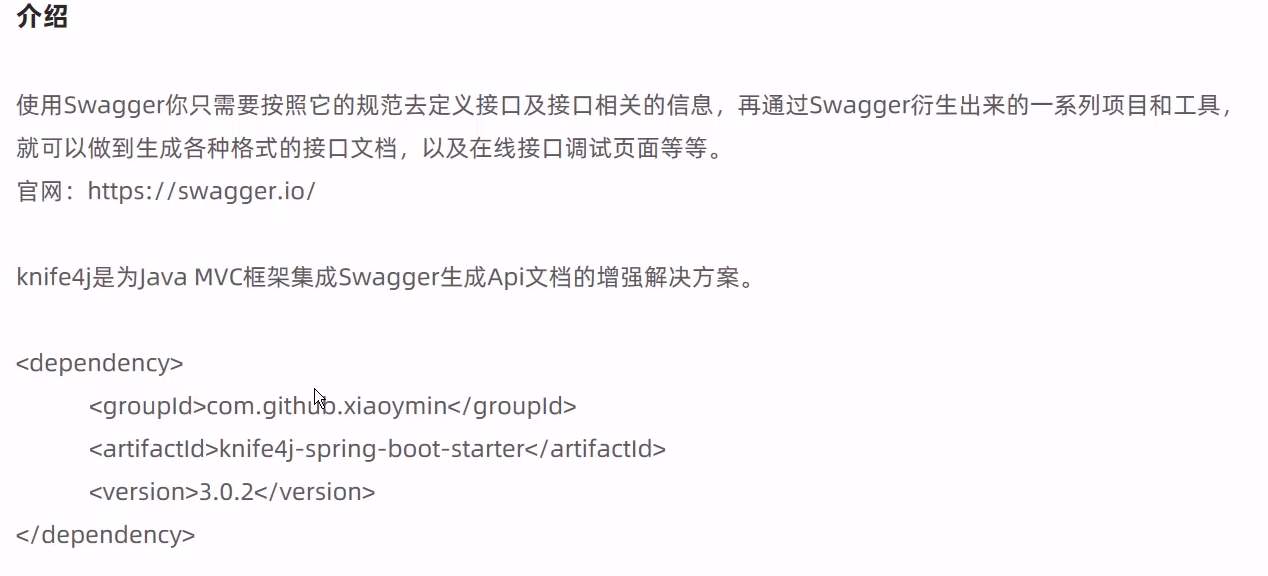 介绍
使用Swagger你只需要按照它的规范去定义接口及接口相关的信息，再通过Swagger衍生出来的一系列项目和工具，
就可以做到生成各种格式的接口文档，以及在线接口调试页面等等。
官网：https://swagger.io/
knife4j是为Java MVC框架集成Swagger生成Api文档的增强解决方案。
<dependency>
<groupId>com.github.xiaoymin</groupId>
<artifactId>knife4j-spring-boot-starter</artifactId>
<version>3.0.2</version>
</dependency>